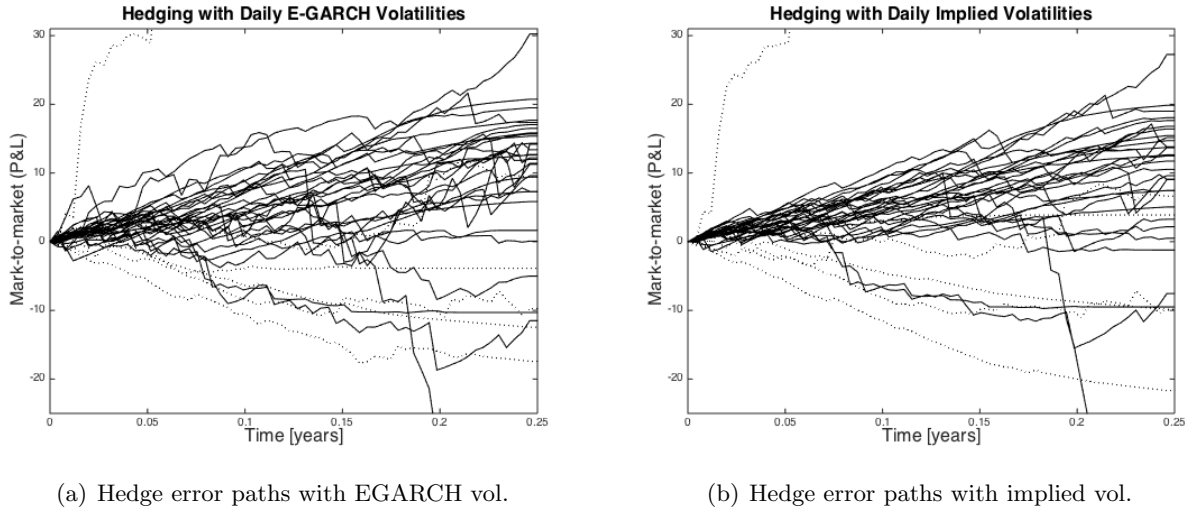 Hedging with Daily E-GARCH Volatilities
30
20
10
0
-10
-20
Mark-to-market (P&L)
0 0.05 0.1 0.15 0.2 0.25
Time [years]
(a) Hedge error paths with EGARCH vol.
Hedging with Daily Implied Volatilities
30
20
10
0
-10
-20
Mark-to-market (P&L)
0 0.05 0.1 0.15 0.2 0.25
Time [years]
(b) Hedge error paths with implied vol.